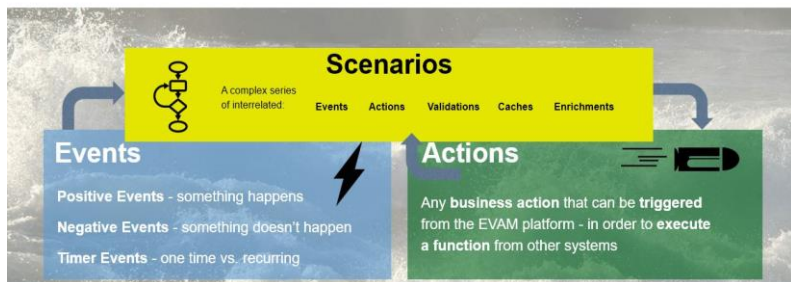 Scenarios
A complex series
of interrelated:
Events Actions Validations Caches Enrichments
Events
Positive Events - something happens
Negative Events - something doesn't happen
Timer Events - one time vs. recurring
Actions
Any business action that can be triggered
from the EVAM platform - in order to execute
a function from other systems